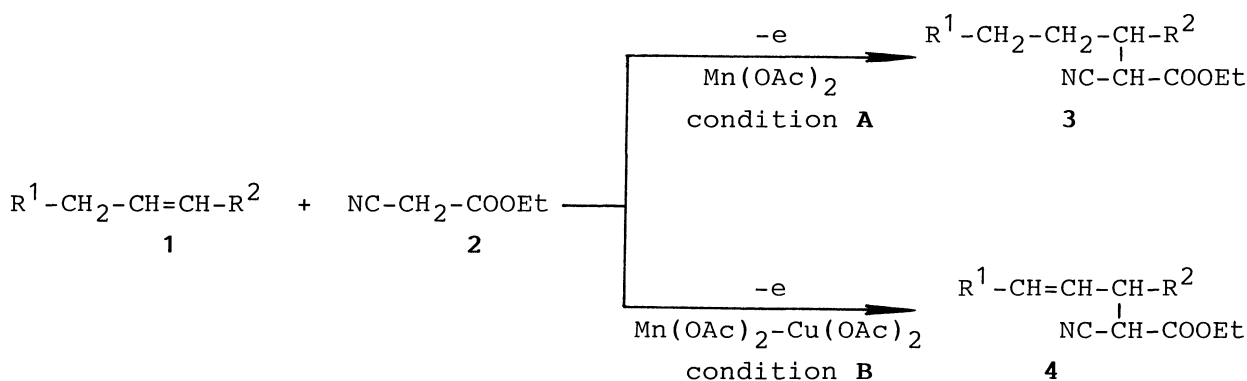 -e
R¹-CH₂-CH₂-CH-R²
Mn(OAc)₂
NC-CH-COOEt
condition A
3
R¹-CH₂-CH=CH-R² + NC-CH₂-COOEt
1
2
-e
R¹-CH=CH-CH-R²
Mn(OAc)₂-Cu(OAc)₂
NC-CH-COOEt
condition B
4